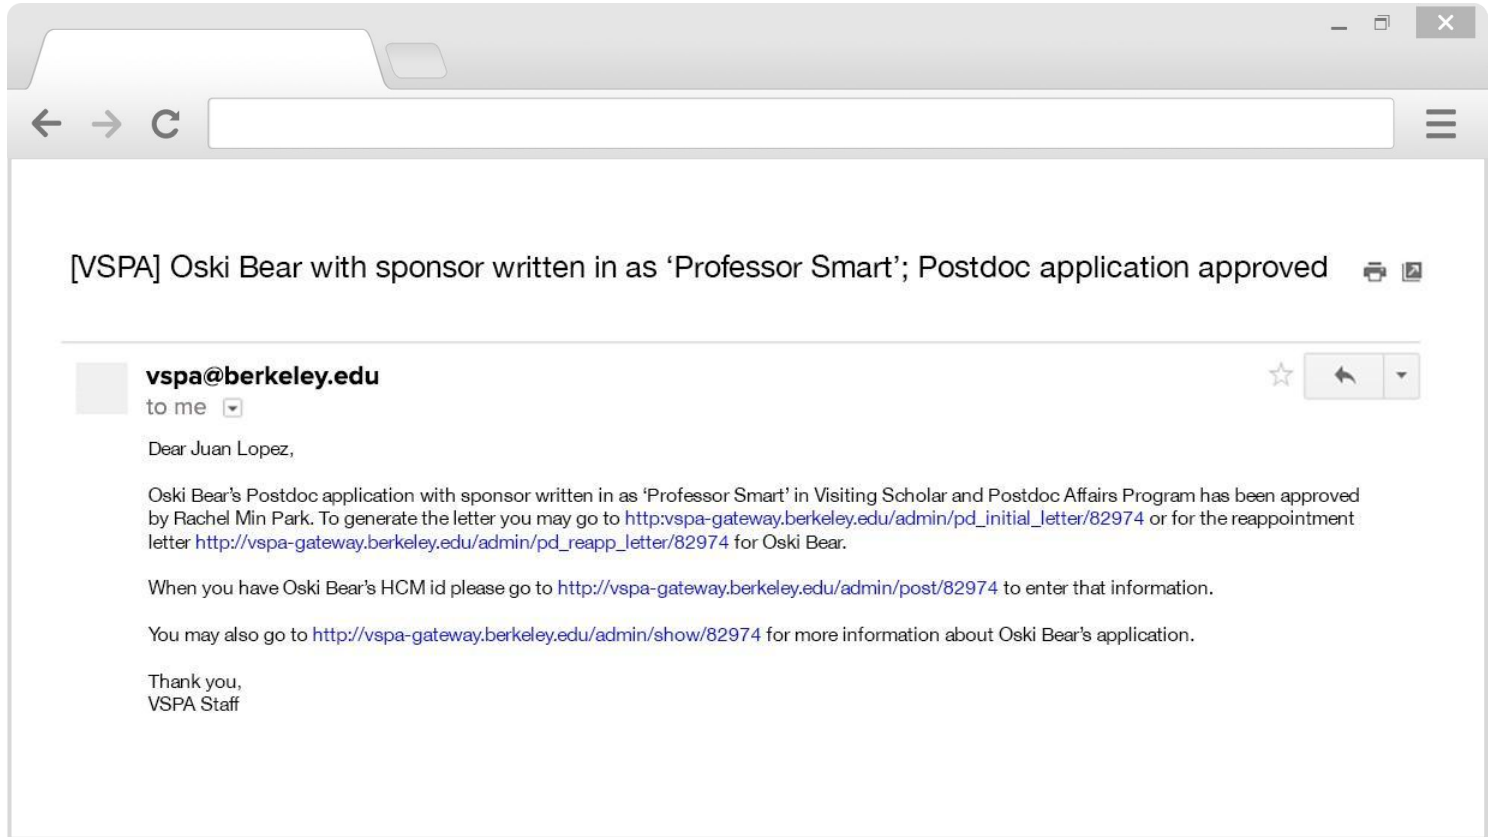 [VSPA] Oski Bear with sponsor written in as ‘Professor Smart’; Postdoc application approved
vspa@berkeley.edu
to me
Dear Juan Lopez,
Oski Bear’s Postdoc application with sponsor written in as ‘Professor Smart’ in Visiting Scholar and Postdoc Affairs Program has been approved
by Rachel Min Park. To generate the letter you may go to http:vspa-gateway.berkeley.edu/admin/pd_initial_letter/82974 or for the reappointment
letter http://vspa-gateway.berkeley.edu/admin/pd_reapp_letter/82974 for Oski Bear.
When you have Oski Bear’s HCM id please go to http://vspa-gateway.berkeley.edu/admin/post/82974 to enter that information.
You may also go to http://vspa-gateway.berkeley.edu/admin/show/82974 for more information about Oski Bear’s application.
Thank you,
VSPA Staff